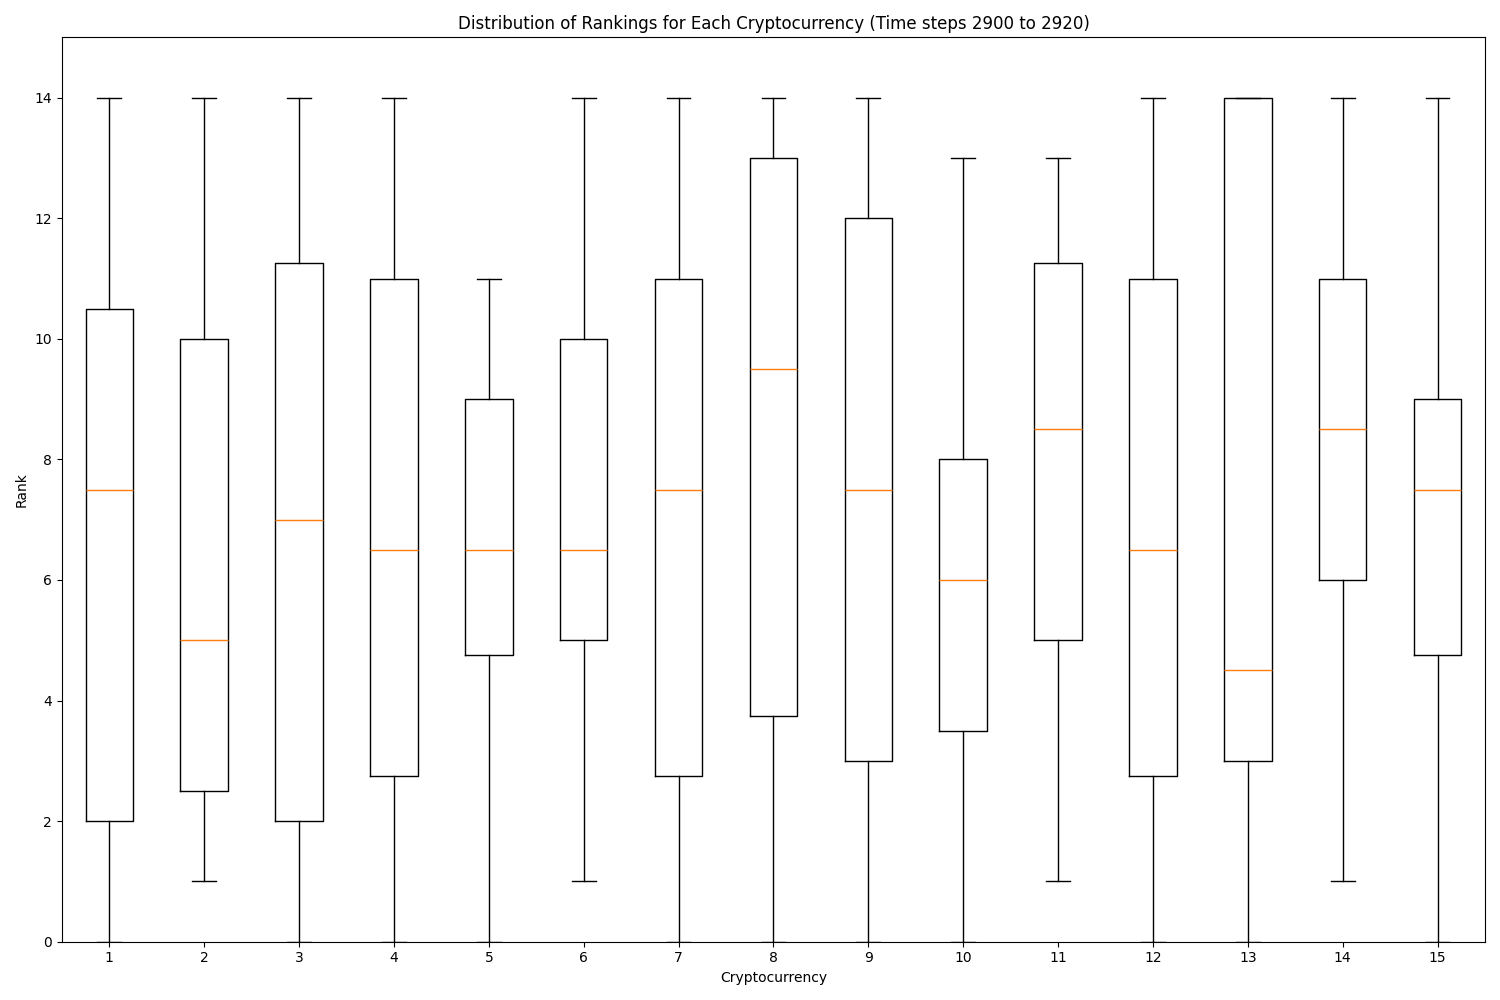 Distribution of Rankings for Each Cryptocurrency (Time steps 2900 to 2920)
14
12
10
8
6
4
2
0
Rank
1 2 3 4 5 6 7 8 9 10 11 12 13 14 15
Cryptocurrency